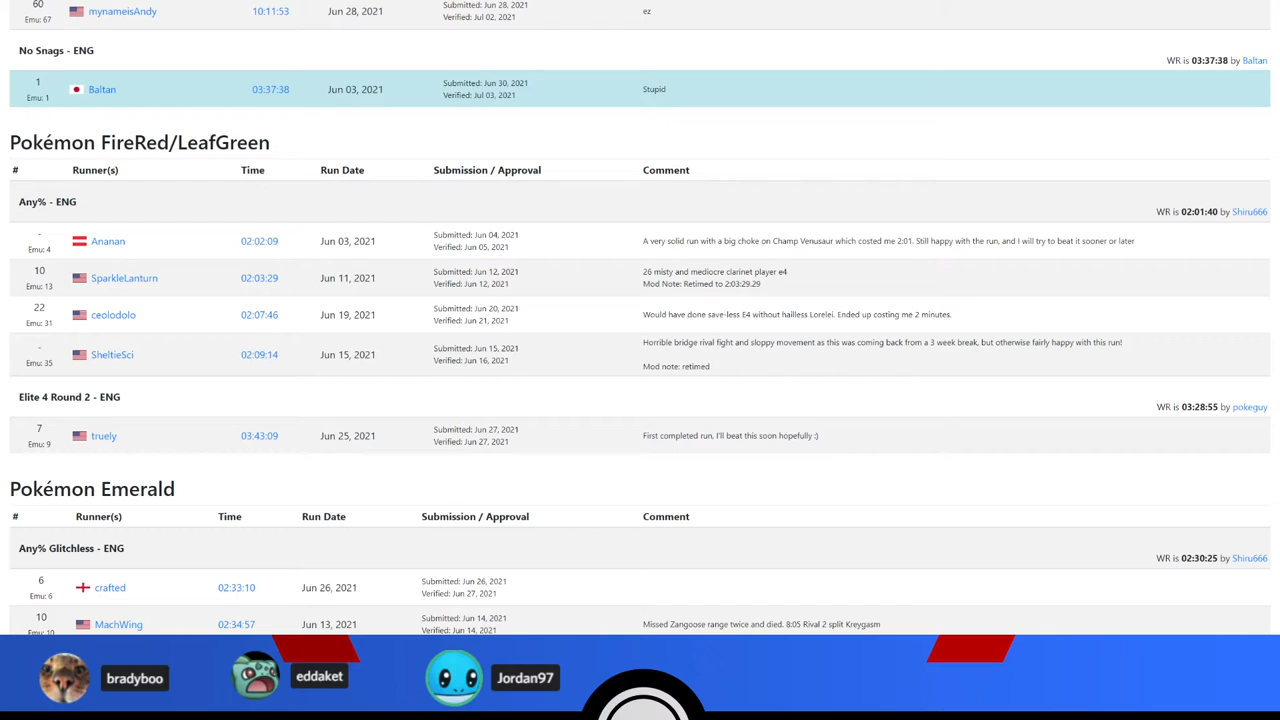 60
Emu: 67 mynameisAndy 10:11:53 Jun 28, 2021 Submitted: Jun 28, 2021
Verified: Jul 02, 2021 ez
No Snags - ENG
WR is 03:37:38 by Baltan
1
Emu: 1 Baltan 03:37:38 Jun 03, 2021 Submitted: Jun 30, 2021
Verified: Jul 03, 2021 Stupid
Pokémon FireRed/LeafGreen
# Runner(s) Time Run Date Submission / Approval Comment
Any% - ENG
WR is 02:01:40 by Shiru666
-
Emu: 4 Ananan 02:02:09 Jun 03, 2021 Submitted: Jun 04, 2021
Verified: Jun 05, 2021 A very solid run with a big choke on Champ Venusaur which costed me 2:01. Still happy with the run, and I will try to beat it sooner or later
10
Emu: 13 SparkleLanturn 02:03:29 Jun 11, 2021 Submitted: Jun 12, 2021
Verified: Jun 12, 2021 26 misty and mediocre clarinet player e4
Mod Note: Retimed to 2:03:29.29
22
Emu: 31 ceolodolo 02:07:46 Jun 19, 2021 Submitted: Jun 20, 2021
Verified: Jun 21, 2021 Would have done save-less E4 without hailless Lorelei. Ended up costing me 2 minutes.
-
Emu: 35 SheltieSci 02:09:14 Jun 15, 2021 Submitted: Jun 15, 2021
Verified: Jun 16, 2021 Horrible bridge rival fight and sloppy movement as this was coming back from a 3 week break, but otherwise fairly happy with this run!
Mod note: retimed
Elite 4 Round 2 - ENG
WR is 03:28:55 by pokeguy
7
Emu: 9 truely 03:43:09 Jun 25, 2021 Submitted: Jun 27, 2021
Verified: Jun 27, 2021 First completed run, I'll beat this soon hopefully :)
Pokémon Emerald
# Runner(s) Time Run Date Submission / Approval Comment
Any% Glitchless - ENG
WR is 02:30:25 by Shiru666
6
Emu: 6 crafted 02:33:10 Jun 26, 2021 Submitted: Jun 26, 2021
Verified: Jun 27, 2021
10
Emu: 10 MachWing 02:34:57 Jun 13, 2021 Submitted: Jun 14, 2021
Verified: Jun 14, 2021 Missed Zangoose range twice and died. 8:05 Rival 2 split Kreygasm
bradyboo eddaket Jordan97